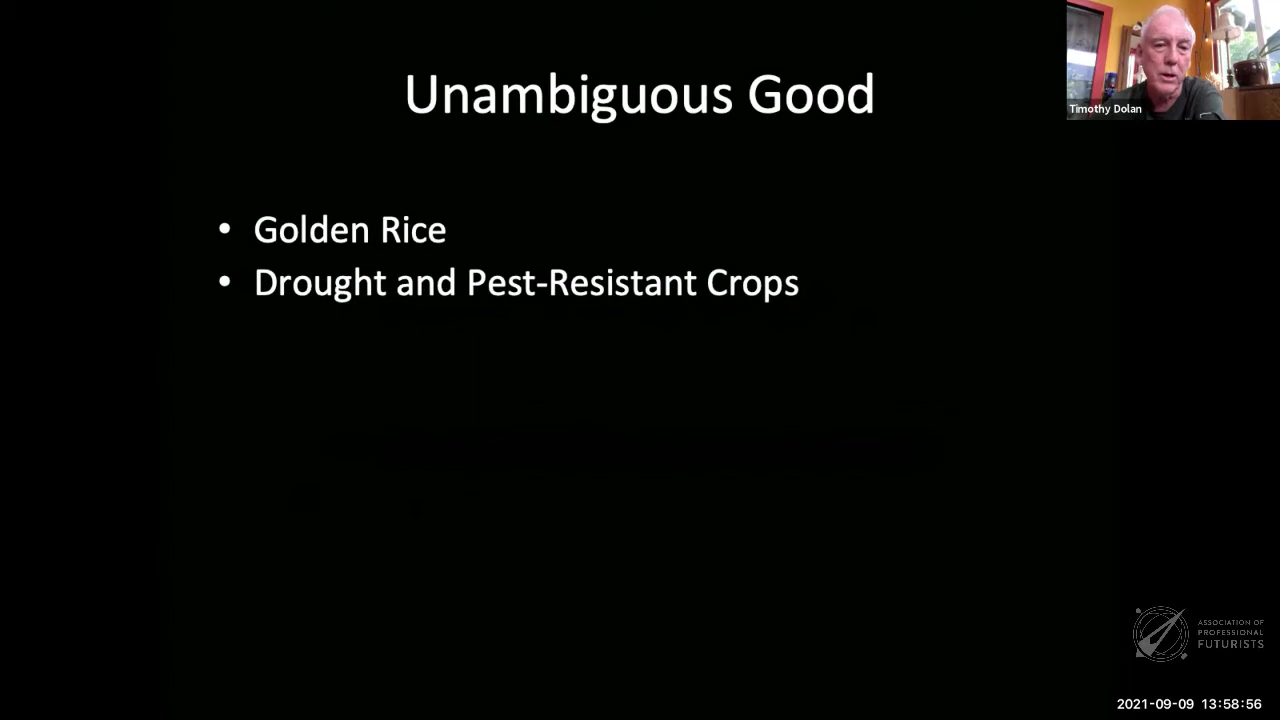 Unambiguous Good
Timothy Dolan
• Golden Rice
• Drought and Pest-Resistant Crops
ASSOCIATION OF
PROFESSIONAL
FUTURISTS
2021-09-09 13:58:56